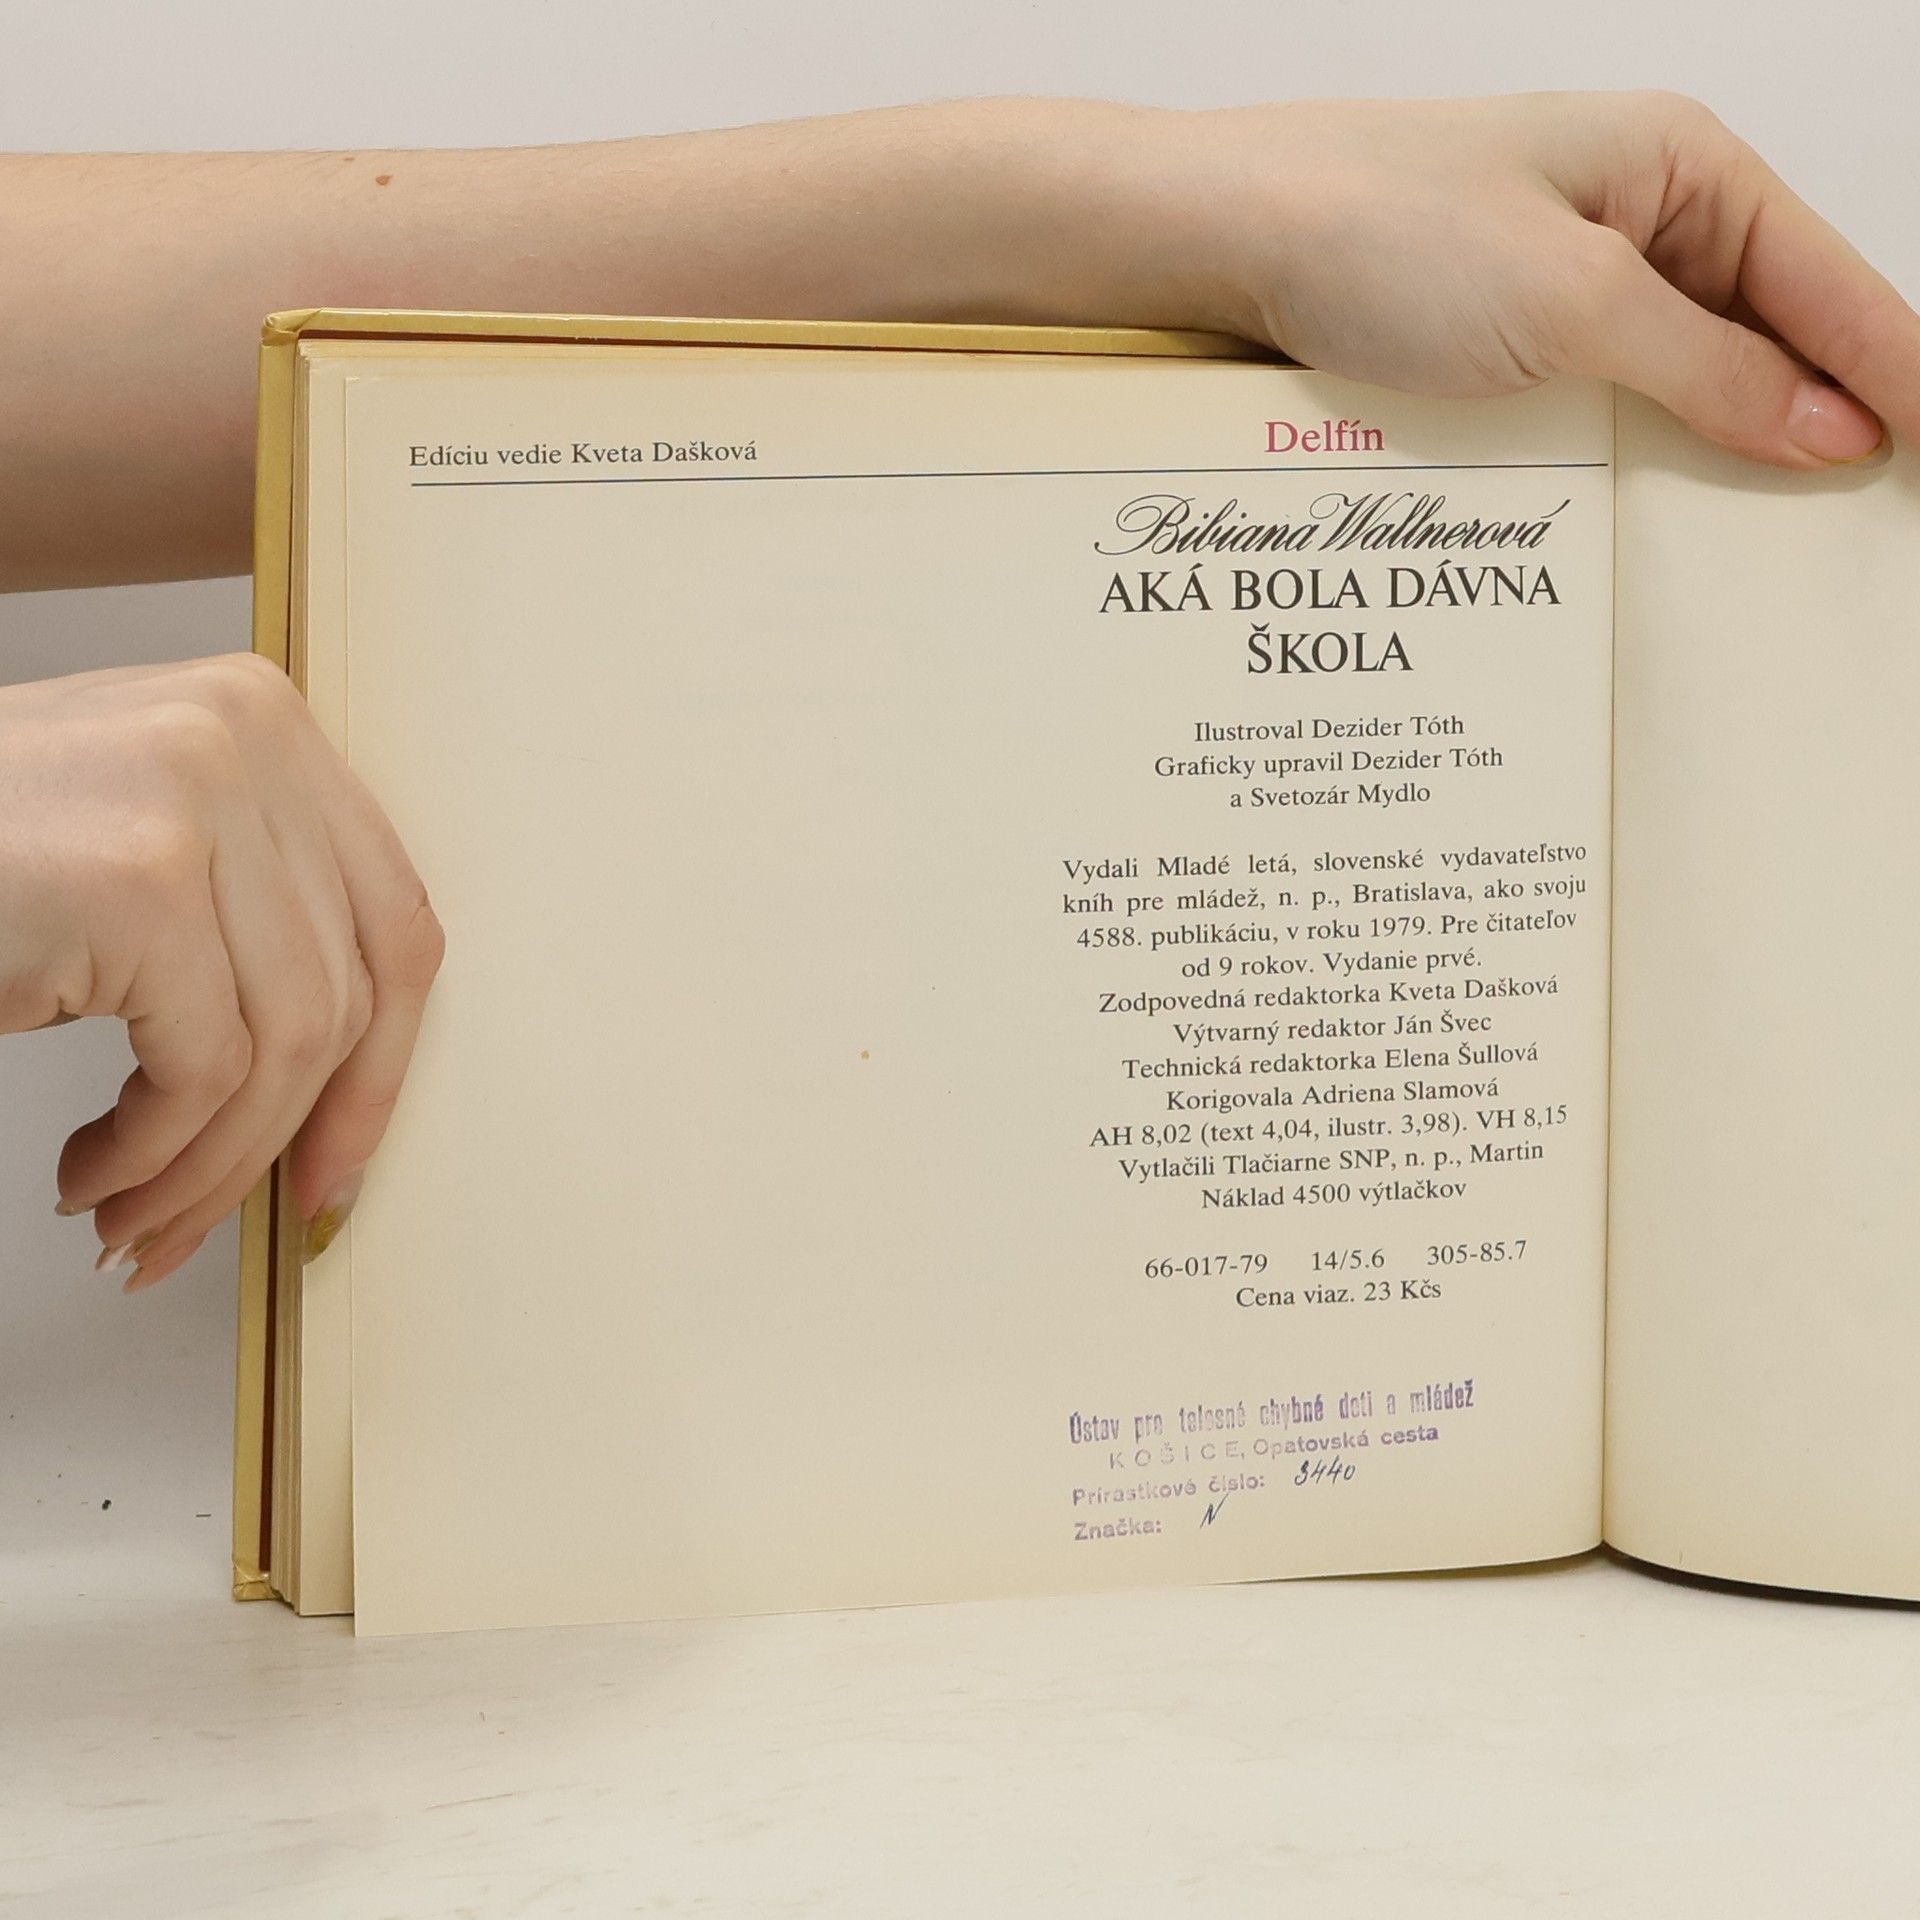 Edíciu vedie Kveta Dašková
Delfín
Bibiana Wallnerová
AKÁ BOLA DÁVNA
ŠKOLA
Ilustroval Dezider Tóth
Graficky upravil Dezider Tóth
a Svetozár Mydlo
Vydali Mladé letá, slovenské vydavateľstvo
kníh pre mládež, n. p., Bratislava, ako svoju
4588. publikáciu, v roku 1979. Pre čitateľov
od 9 rokov. Vydanie prvé.
Zodpovedná redaktorka Kveta Dašková
Výtvarný redaktor Ján Švec
Technická redaktorka Elena Šullová
Korigovala Adriena Slamová
AH 8,02 (text 4,04, ilustr. 3,98). VH 8,15
Vytlačili Tlačiarne SNP, n. p., Martin
Náklad 4500 výtlačkov
66-017-79 14/5.6 305-85.7
Cena viaz. 23 Kčs
Ústav pre telesné chybné deti a mládež
KOŠICE, Opatovská cesta
Prírastkové číslo: 3440
Značka: N